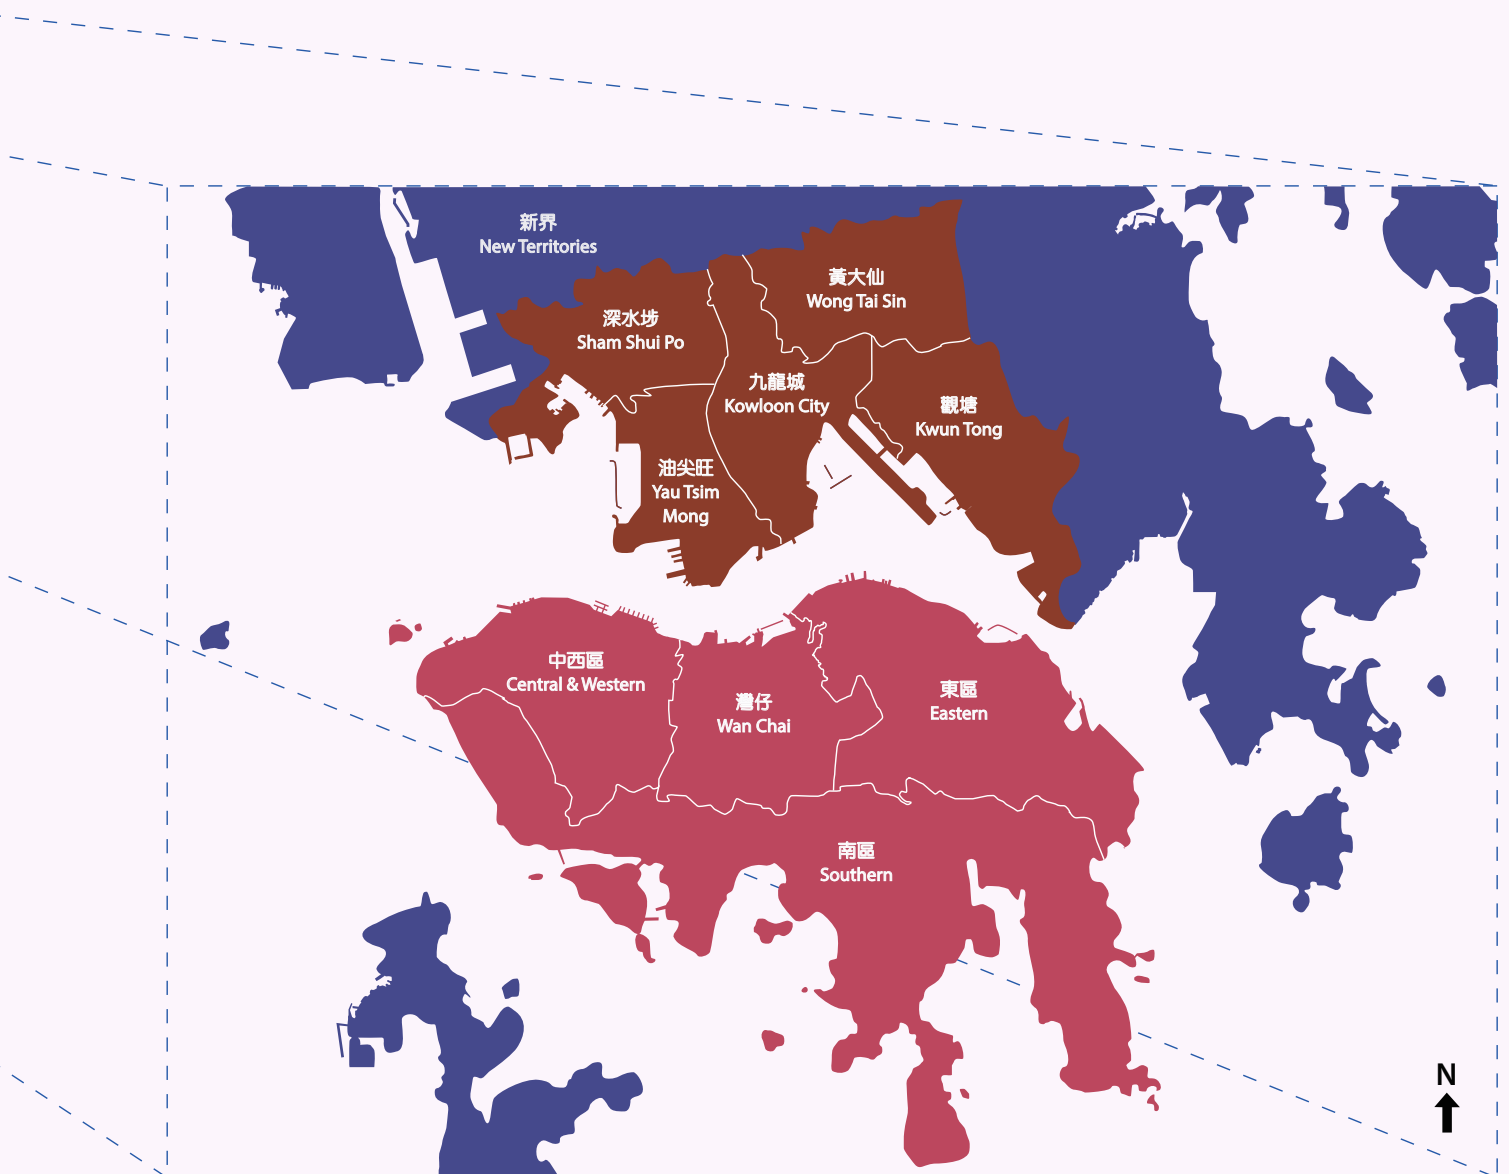 新界
New Territories
黃大仙
Wong Tai Sin
深水埗
Sham Shui Po
九龍城
Kowloon City
觀塘
Kwun Tong
油尖旺
Yau Tsim
Mong
中西區
Central & Western
灣仔
Wan Chai
東區
Eastern
南區
Southern
N